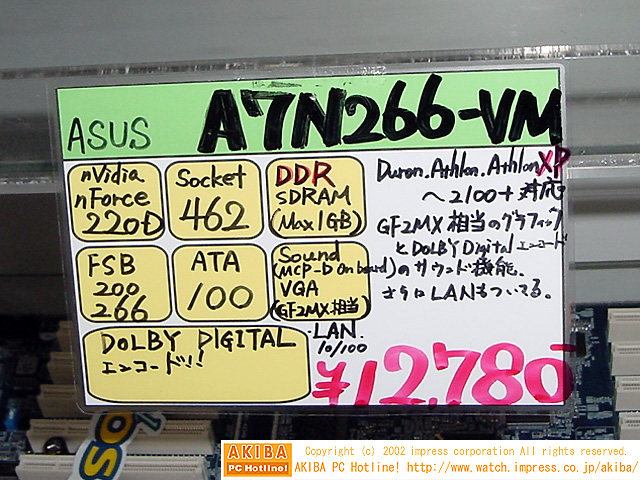 ASUS A7N266-VM
nVidia
nForce
220D
Socket
462
DDR
SDRAM
(Max1GB)
FSB
200
266
ATA
100
Sound
(MCP-D On board)
VGA
(GF2MX相当)
DOLBY DIGITAL
エンコード!!
LAN
10/100
Duron.Athlon.AthlonXP
~2100+対応
GF2MX相当のグラフィック
とDOLBY Digitalエンコード
のサウンド機能.
さらにLANもついてる。
¥12,780
AKIBA
PC Hotline!
Copyright (c) 2002 impress corporation All rights reserved.
AKIBA PC Hotline! http://www.watch.impress.co.jp/akiba/